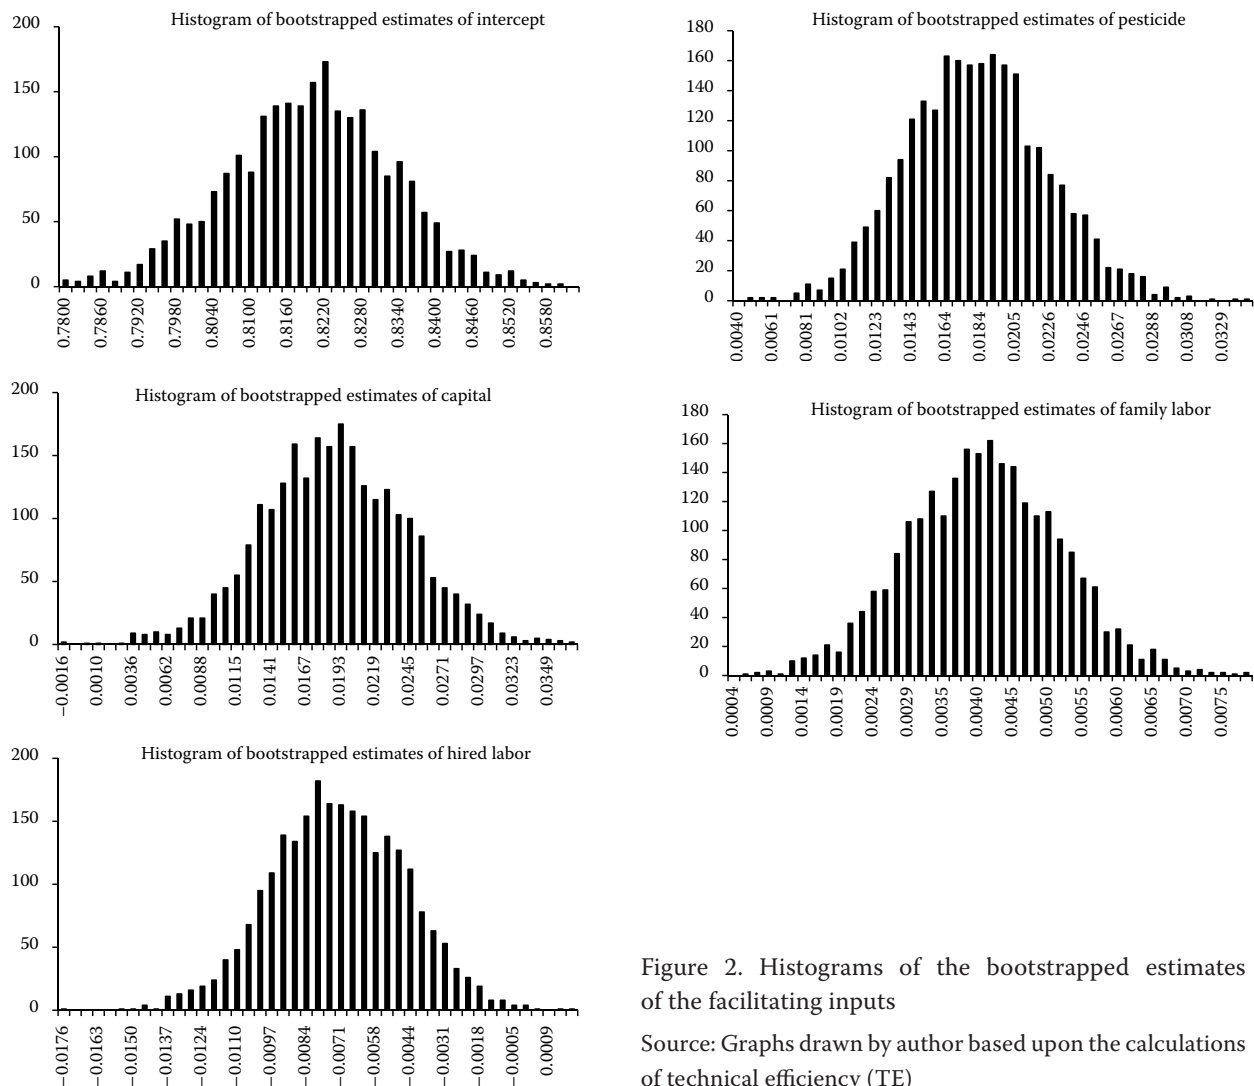 Histogram of bootstrapped estimates of intercept
200
150
100
50
0
0.7800 0.7860 0.7920 0.7980 0.8040 0.8100 0.8160 0.8220 0.8280 0.8340 0.8400 0.8460 0.8520 0.8580
Histogram of bootstrapped estimates of pesticide
180
160
140
120
100
80
60
40
20
0
0.0040 0.0061 0.0081 0.0102 0.0123 0.0143 0.0164 0.0184 0.0205 0.0226 0.0246 0.0267 0.0288 0.0308 0.0329
Histogram of bootstrapped estimates of capital
200
150
100
50
0
−0.0016 0.0010 0.0036 0.0062 0.0088 0.0115 0.0141 0.0167 0.0193 0.0219 0.0245 0.0271 0.0297 0.0323 0.0349
Histogram of bootstrapped estimates of family labor
180
160
140
120
100
80
60
40
20
0
0.0004 0.0009 0.0014 0.0019 0.0024 0.0029 0.0035 0.0040 0.0045 0.0050 0.0055 0.0060 0.0065 0.0070 0.0075
Histogram of bootstrapped estimates of hired labor
200
150
100
50
0
−0.0176 −0.0163 −0.0150 −0.0137 −0.0124 −0.0110 −0.0097 −0.0084 −0.0071 −0.0058 −0.0044 −0.0031 −0.0018 −0.0005 0.0009
Figure 2. Histograms of the bootstrapped estimates
of the facilitating inputs
Source: Graphs drawn by author based upon the calculations
of technical efficiency (TE)